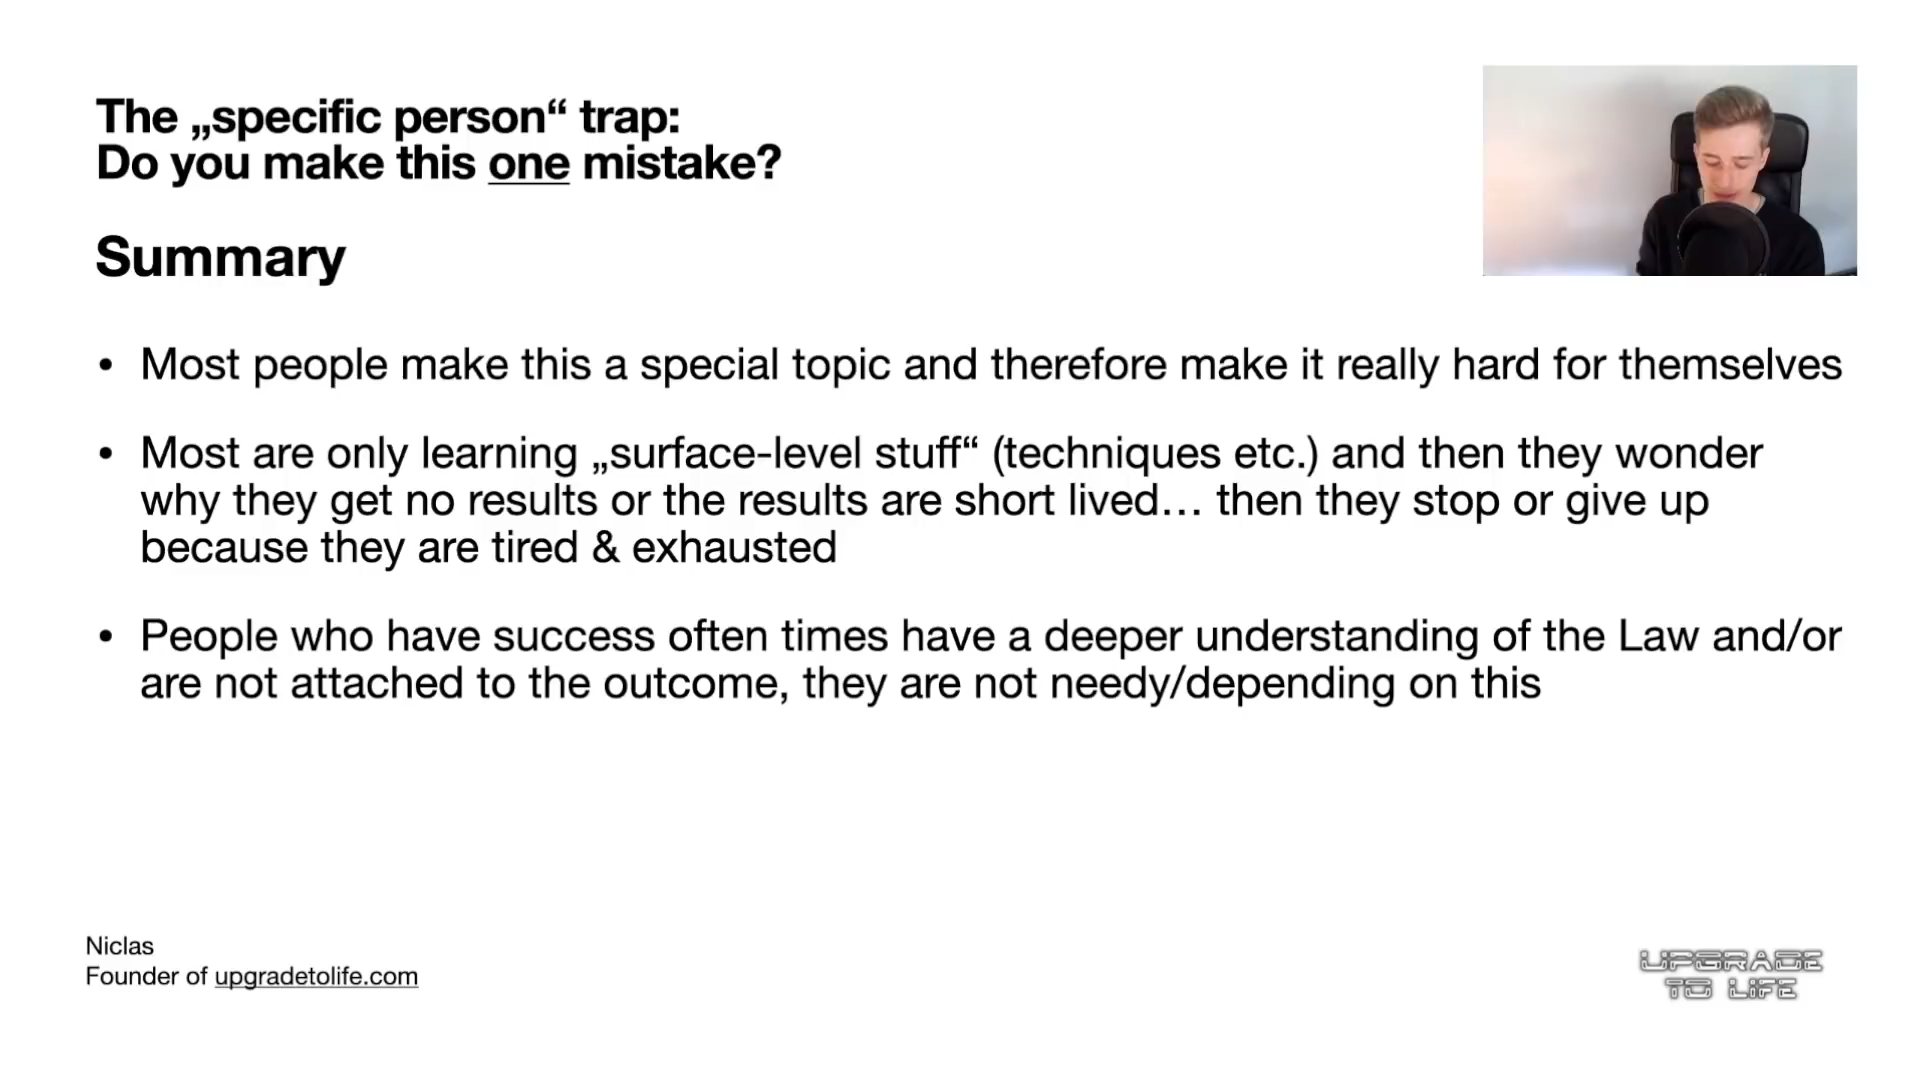 The „specific person“ trap:
Do you make this one mistake?
Summary
• Most people make this a special topic and therefore make it really hard for themselves
• Most are only learning „surface-level stuff“ (techniques etc.) and then they wonder
why they get no results or the results are short lived… then they stop or give up
because they are tired & exhausted
• People who have success often times have a deeper understanding of the Law and/or
are not attached to the outcome, they are not needy/depending on this
Niclas
Founder of upgradetolife.com
UPGRADE
TO LIFE